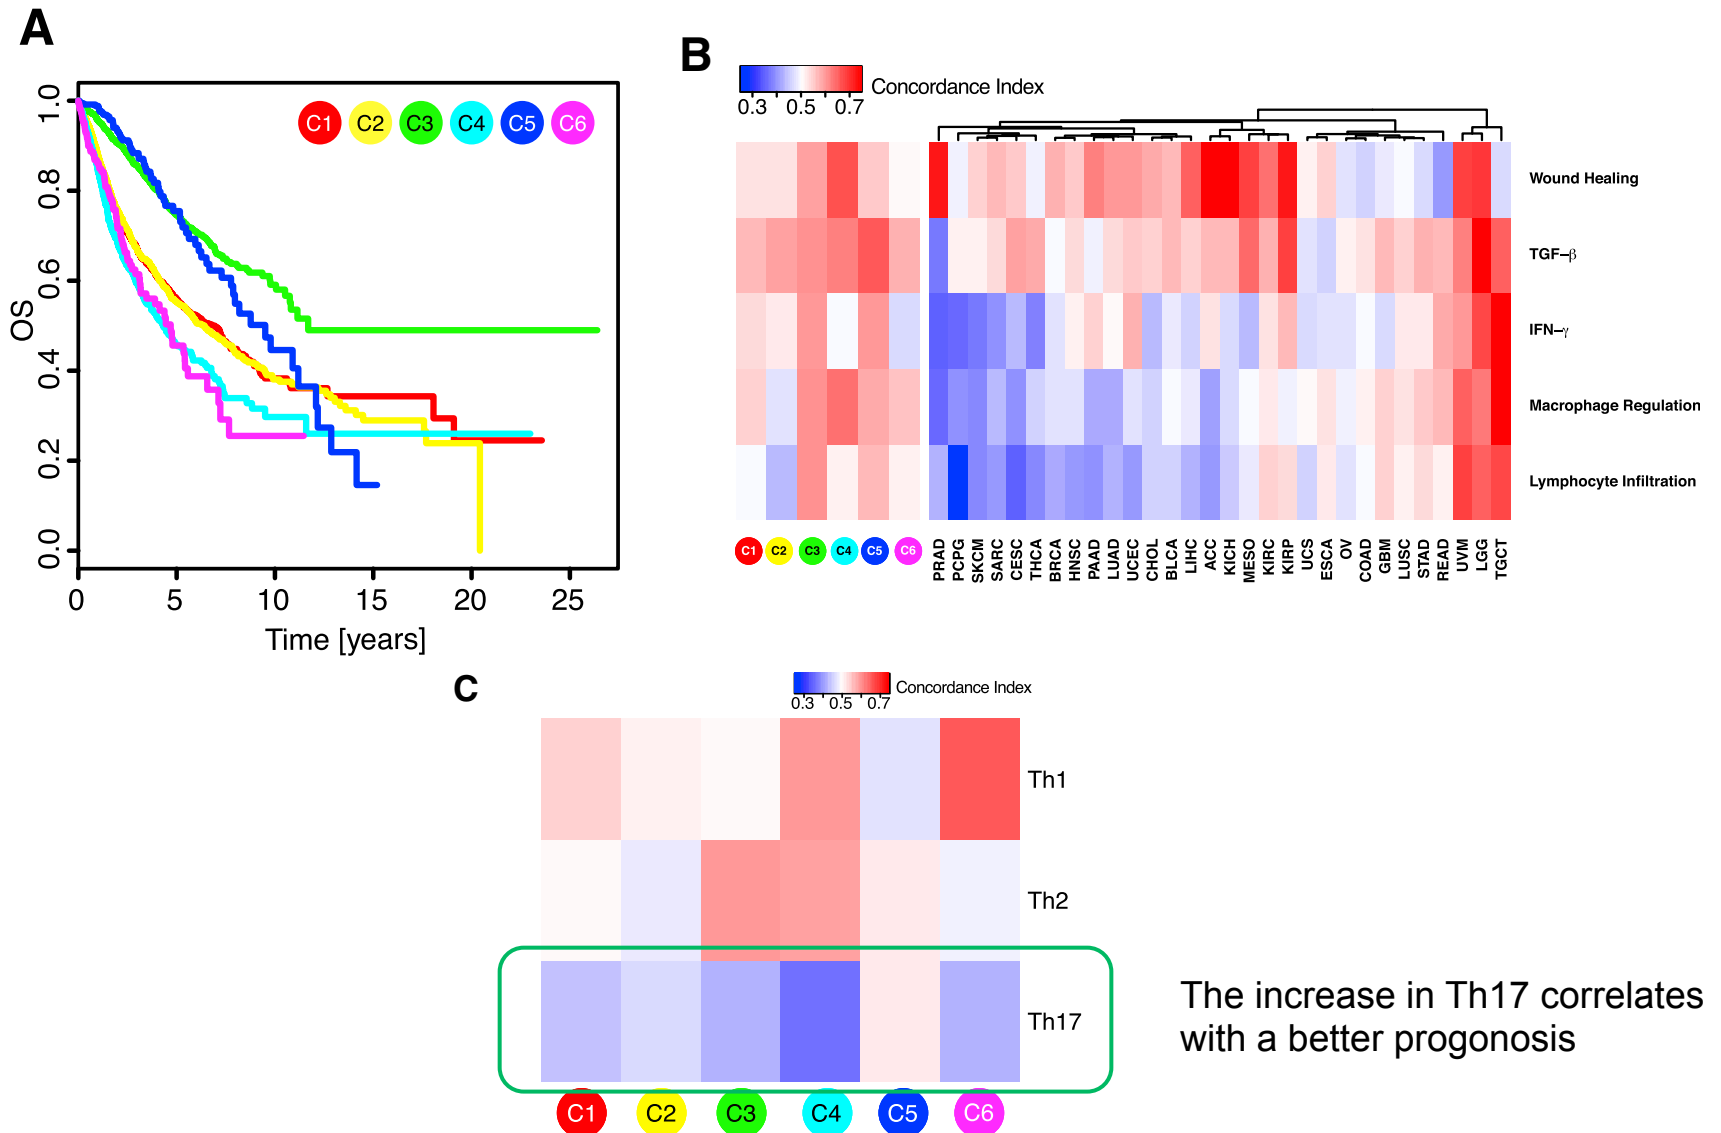 A
1.0
0.8
0.6
0.4
0.2
0.0
OS
C1 C2 C3 C4 C5 C6
0 5 10 15 20 25
Time [years]
B
0.3 0.5 0.7
Concordance Index
Wound Healing
TGF–β
IFN–γ
Macrophage Regulation
Lymphocyte Infiltration
C1 C2 C3 C4 C5 C6
PRAD
PCPG
SKCM
SARC
CESC
THCA
BRCA
HNSC
PAAD
LUAD
UCEC
CHOL
BLCA
LIHC
ACC
KICH
MESO
KIRC
KIRP
UCS
ESCA
OV
COAD
GBM
LUSC
STAD
READ
UVM
LGG
TGCT
C
0.3 0.5 0.7
Concordance Index
Th1
Th2
Th17
C1 C2 C3 C4 C5 C6
The increase in Th17 correlates
with a better progonosis